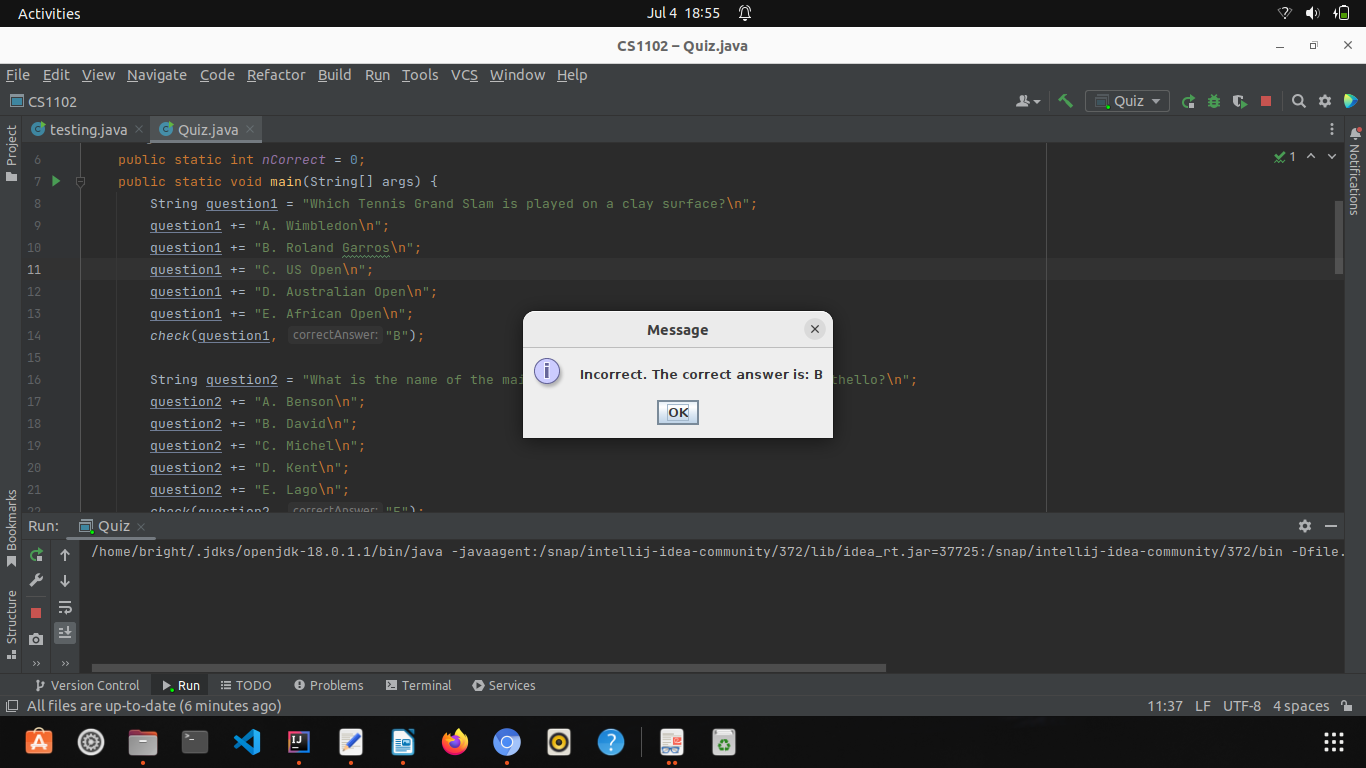 Activities
Jul 4 18:55
CS1102 – Quiz.java
File Edit View Navigate Code Refactor Build Run Tools VCS Window Help
CS1102
Quiz
testing.java
Quiz.java
Project
Notifications
1
6 public static int nCorrect = 0;
7 public static void main(String[] args) {
8 String question1 = "Which Tennis Grand Slam is played on a clay surface?\n";
9 question1 += "A. Wimbledon\n";
10 question1 += "B. Roland Garros\n";
11 question1 += "C. US Open\n";
12 question1 += "D. Australian Open\n";
13 question1 += "E. African Open\n";
14 check(question1, correctAnswer: "B");
15
16 String question2 = "What is the name of the mai thello?\n";
17 question2 += "A. Benson\n";
18 question2 += "B. David\n";
19 question2 += "C. Michel\n";
20 question2 += "D. Kent\n";
21 question2 += "E. Lago\n";
22 check(question2, correctAnswer: "E");
Message
i
Incorrect. The correct answer is: B
OK
Bookmarks
Structure
Run: Quiz
/home/bright/.jdks/openjdk-18.0.1.1/bin/java -javaagent:/snap/intellij-idea-community/372/lib/idea_rt.jar=37725:/snap/intellij-idea-community/372/bin -Dfile.
Version Control Run TODO Problems Terminal Services
All files are up-to-date (6 minutes ago)
11:37 LF UTF-8 4 spaces